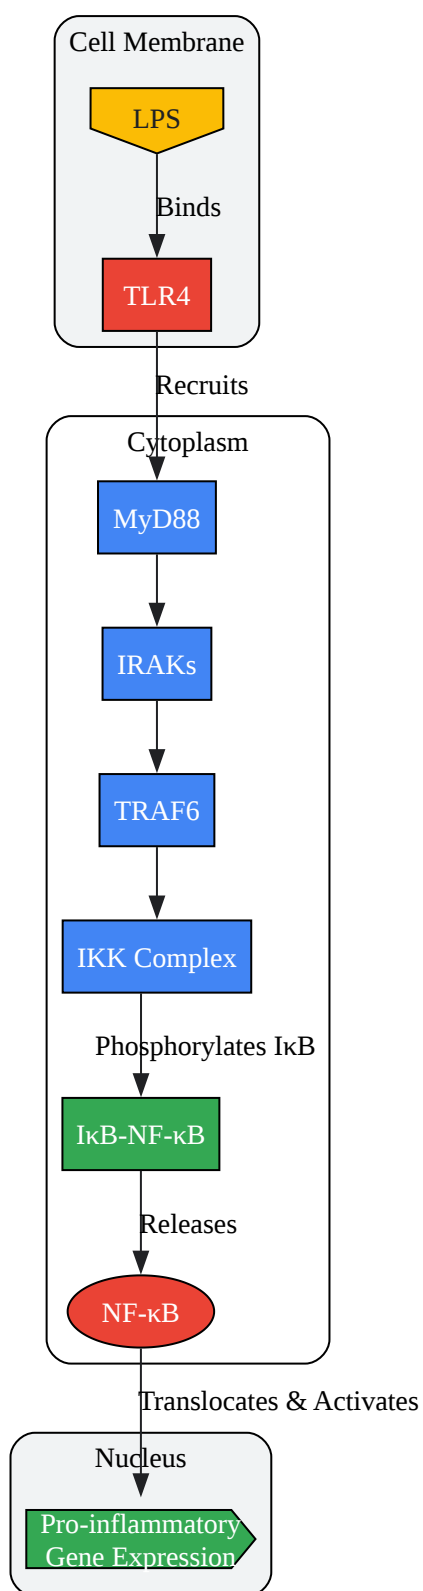 Cell Membrane
LPS
Binds
TLR4
Recruits
Cytoplasm
MyD88
IRAKs
TRAF6
IKK Complex
Phosphorylates IκB
IκB-NF-κB
Releases
NF-κB
Translocates & Activates
Nucleus
Pro-inflammatory
Gene Expression